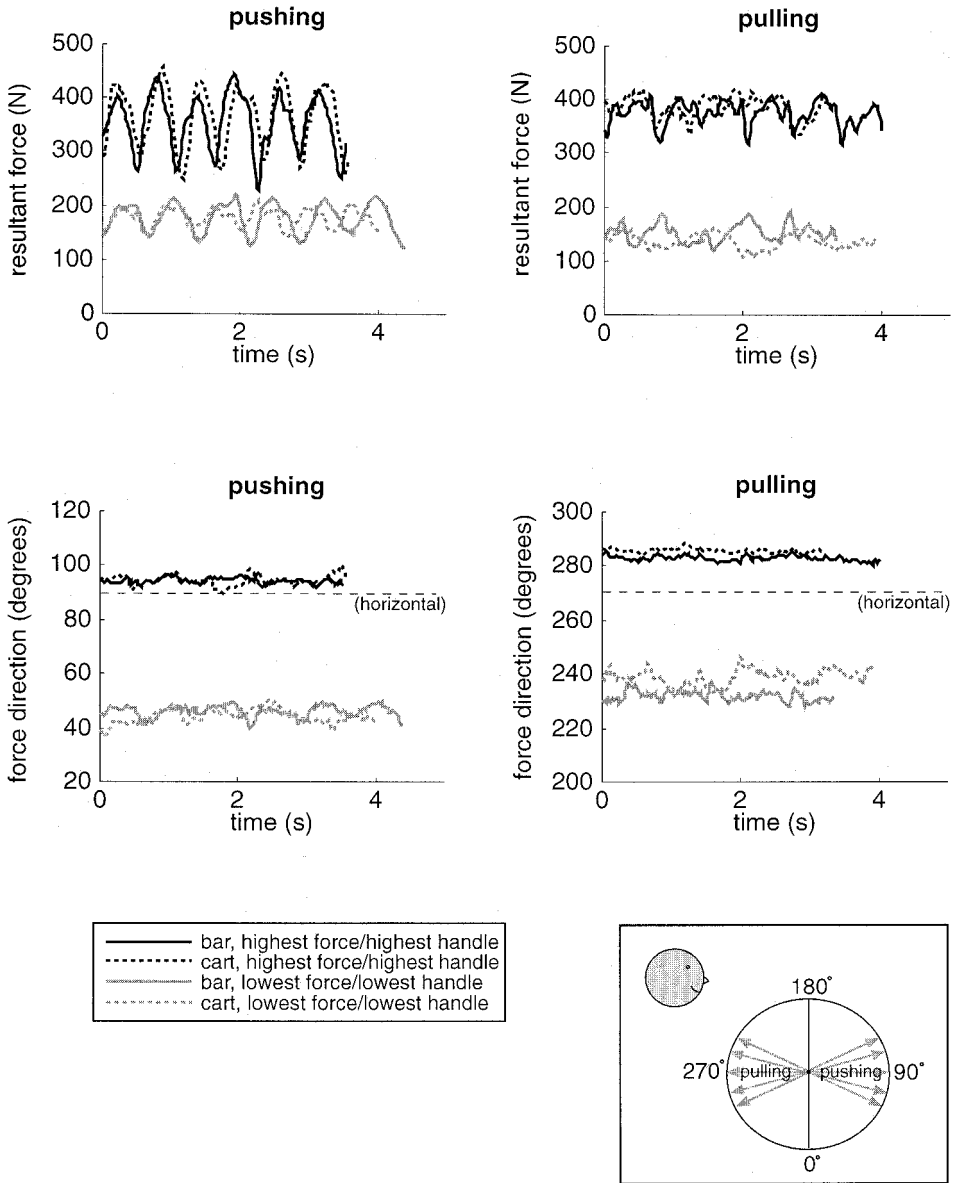 pushing
500
400
300
200
100
0
resultant force (N)
0 2 4
time (s)
pulling
500
400
300
200
100
0
resultant force (N)
0 2 4
time (s)
pushing
120
100
80
60
40
20
force direction (degrees)
(horizontal)
0 2 4
time (s)
pulling
300
280
260
240
220
200
force direction (degrees)
(horizontal)
0 2 4
time (s)
bar, highest force/highest handle
cart, highest force/highest handle
bar, lowest force/lowest handle
cart, lowest force/lowest handle
180°
270° pulling pushing 90°
0°